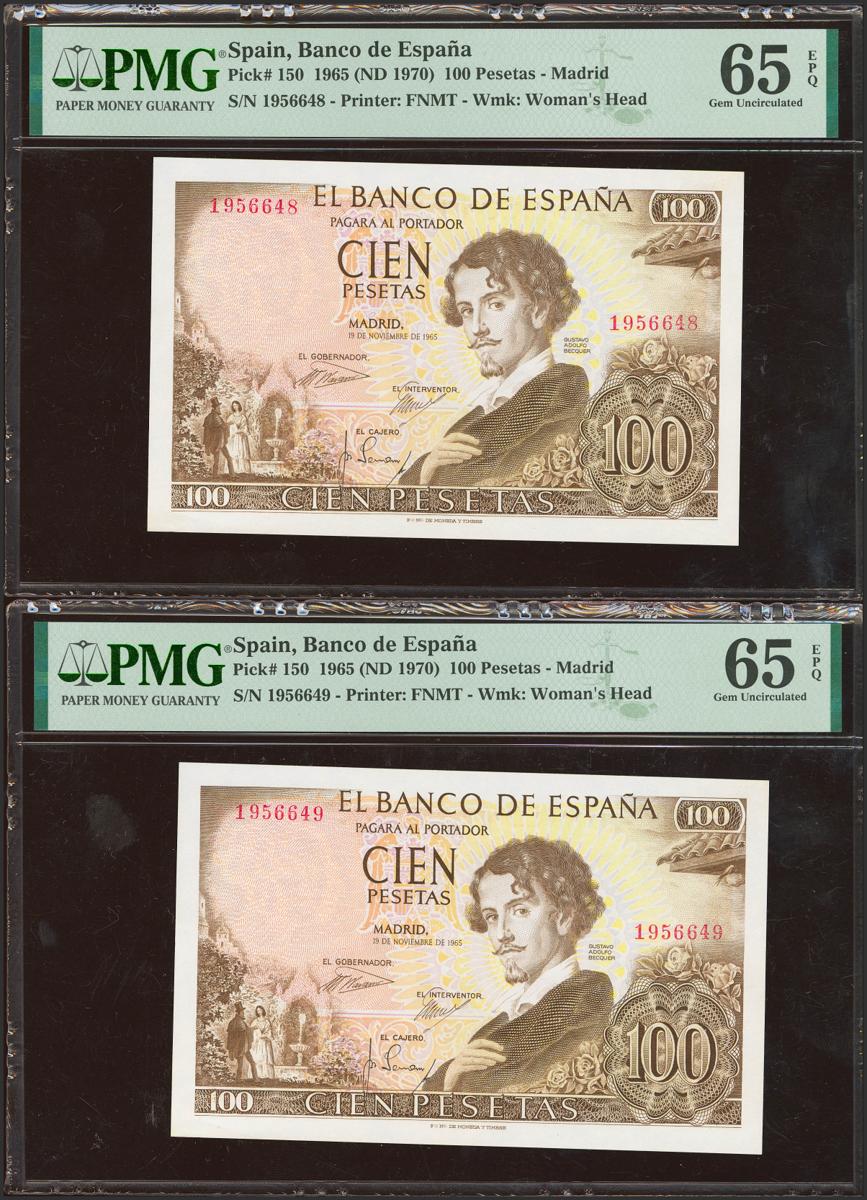 PMG®
PAPER MONEY GUARANTY
Spain, Banco de España
Pick# 150 1965 (ND 1970) 100 Pesetas - Madrid
S/N 1956648 - Printer: FNMT - Wmk: Woman's Head
65
EPQ
Gem Uncirculated
1956648
EL BANCO DE ESPAÑA
100
PAGARA AL PORTADOR
CIEN
PESETAS
MADRID,
19 DE NOVIEMBRE DE 1965
1956648
GUSTAVO
ADOLFO
BECQUER
EL GOBERNADOR,
EL INTERVENTOR,
EL CAJERO,
100
100
CIEN PESETAS
DE MONEDA Y TIMBRE
PMG®
PAPER MONEY GUARANTY
Spain, Banco de España
Pick# 150 1965 (ND 1970) 100 Pesetas - Madrid
S/N 1956649 - Printer: FNMT - Wmk: Woman's Head
65
EPQ
Gem Uncirculated
1956649
EL BANCO DE ESPAÑA
100
PAGARA AL PORTADOR
CIEN
PESETAS
MADRID,
19 DE NOVIEMBRE DE 1965
1956649
GUSTAVO
ADOLFO
BECQUER
EL GOBERNADOR,
EL INTERVENTOR,
EL CAJERO,
100
100
CIEN PESETAS
DE MONEDA Y TIMBRE